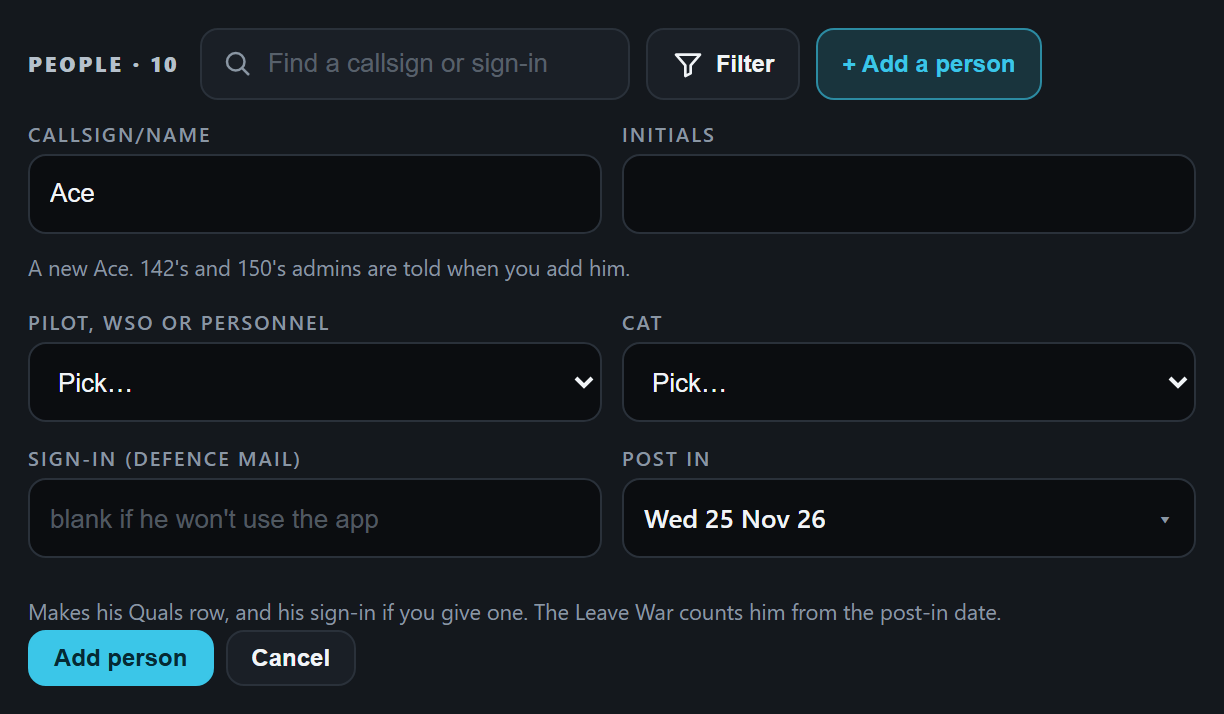 PEOPLE · 10
Find a callsign or sign-in
Filter
+ Add a person
CALLSIGN/NAME
INITIALS
Ace
A new Ace. 142's and 150's admins are told when you add him.
PILOT, WSO OR PERSONNEL
CAT
Pick…
Pick…
SIGN-IN (DEFENCE MAIL)
POST IN
blank if he won't use the app
Wed 25 Nov 26
Makes his Quals row, and his sign-in if you give one. The Leave War counts him from the post-in date.
Add person
Cancel